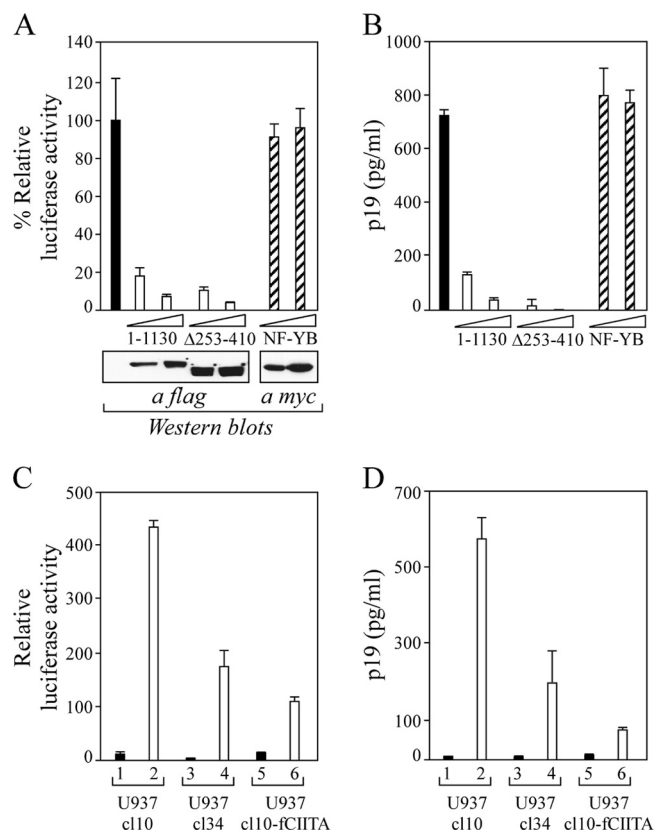 A
140
120
100
80
60
40
20
0
% Relative
luciferase activity
1-1130 Δ253-410 NF-YB
a flag a myc
Western blots
B
1000
800
600
400
200
0
p19 (pg/ml)
1-1130 Δ253-410 NF-YB
C
500
400
300
200
100
0
Relative
luciferase activity
1 2 3 4 5 6
U937 U937 U937
cl10 cl34 cl10-fCIITA
D
700
600
300
100
0
p19 (pg/ml)
1 2 3 4 5 6
U937 U937 U937
cl10 cl34 cl10-fCIITA